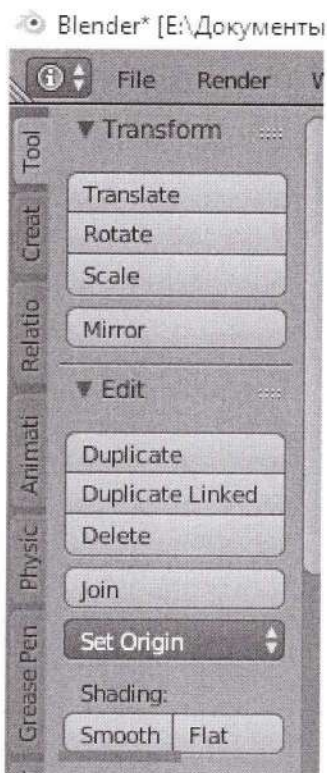 Blender* [E:\Документы
File Render
Tool
Creat
Relatio
Animati
Physic
Grease Pen
Transform
Translate
Rotate
Scale
Mirror
Edit
Duplicate
Duplicate Linked
Delete
Join
Set Origin
Shading:
Smooth Flat